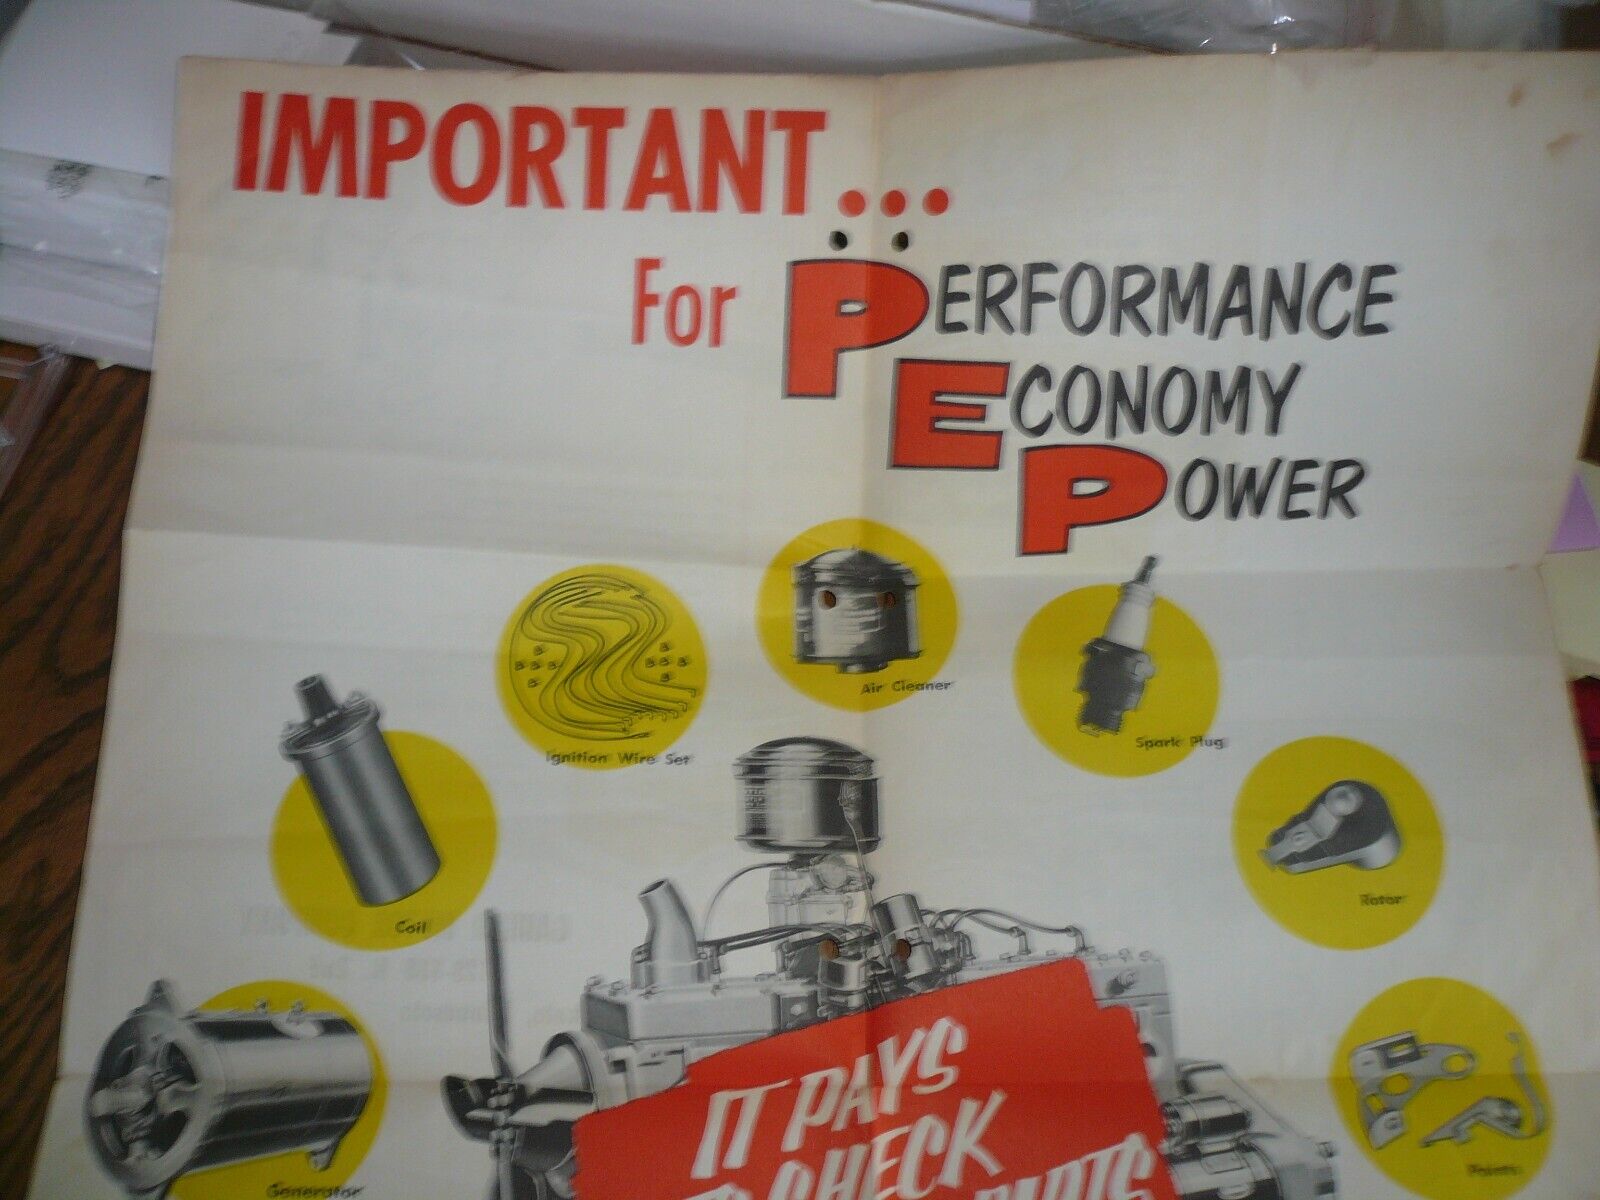 IMPORTANT...
For PERFORMANCE
ECONOMY
POWER
Air Cleaner
Spark Plug
Ignition Wire Set
Rotor
Coil
IT PAYS
TO CHECK
PARTS
Points
Generator